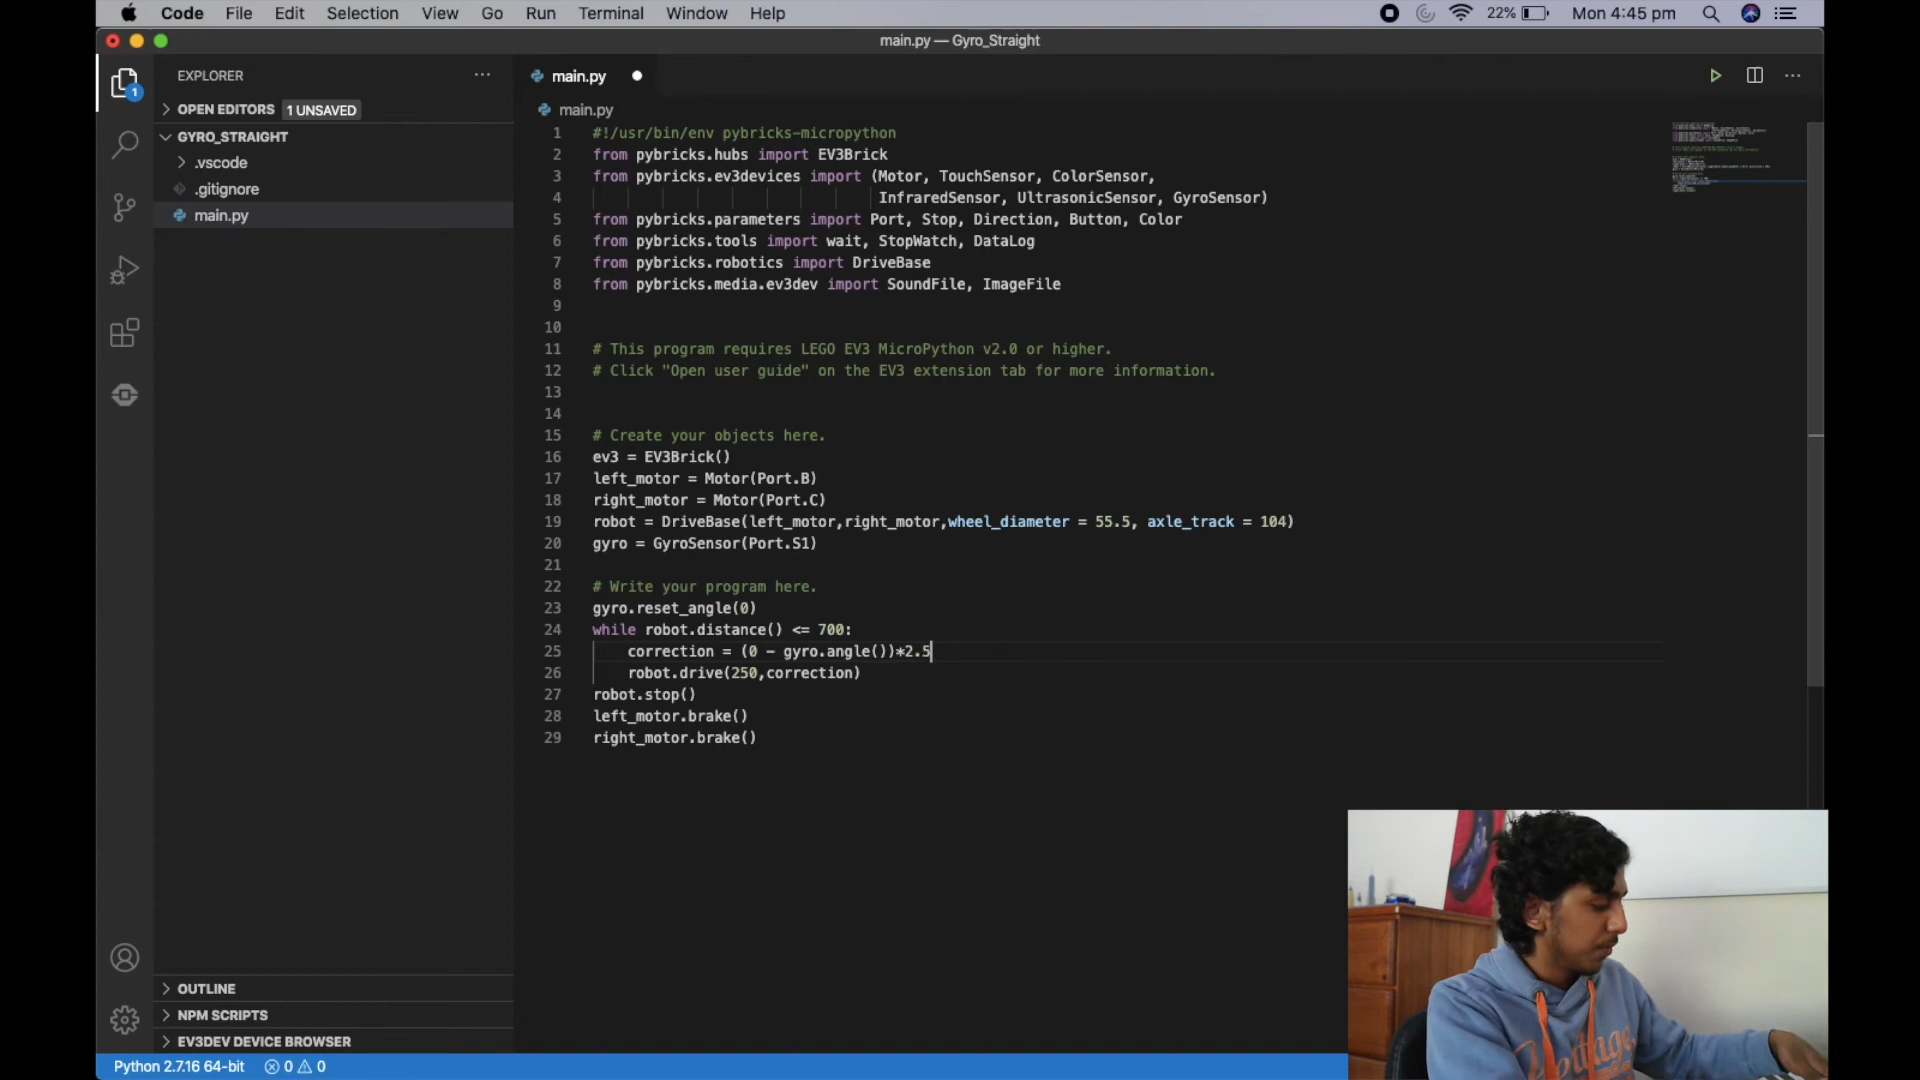 Code File Edit Selection View Go Run Terminal Window Help 22% Mon 4:45 pm
main.py — Gyro_Straight
EXPLORER
OPEN EDITORS 1 UNSAVED
GYRO_STRAIGHT
.vscode
.gitignore
main.py
1
main.py
main.py
1 #!/usr/bin/env pybricks-micropython
2 from pybricks.hubs import EV3Brick
3 from pybricks.ev3devices import (Motor, TouchSensor, ColorSensor,
4 InfraredSensor, UltrasonicSensor, GyroSensor)
5 from pybricks.parameters import Port, Stop, Direction, Button, Color
6 from pybricks.tools import wait, StopWatch, DataLog
7 from pybricks.robotics import DriveBase
8 from pybricks.media.ev3dev import SoundFile, ImageFile
9
10
11 # This program requires LEGO EV3 MicroPython v2.0 or higher.
12 # Click "Open user guide" on the EV3 extension tab for more information.
13
14
15 # Create your objects here.
16 ev3 = EV3Brick()
17 left_motor = Motor(Port.B)
18 right_motor = Motor(Port.C)
19 robot = DriveBase(left_motor,right_motor,wheel_diameter = 55.5, axle_track = 104)
20 gyro = GyroSensor(Port.S1)
21
22 # Write your program here.
23 gyro.reset_angle(0)
24 while robot.distance() <= 700:
25 correction = (0 - gyro.angle())*2.5
26 robot.drive(250,correction)
27 robot.stop()
28 left_motor.brake()
29 right_motor.brake()
OUTLINE
NPM SCRIPTS
EV3DEV DEVICE BROWSER
Python 2.7.16 64-bit 0 0